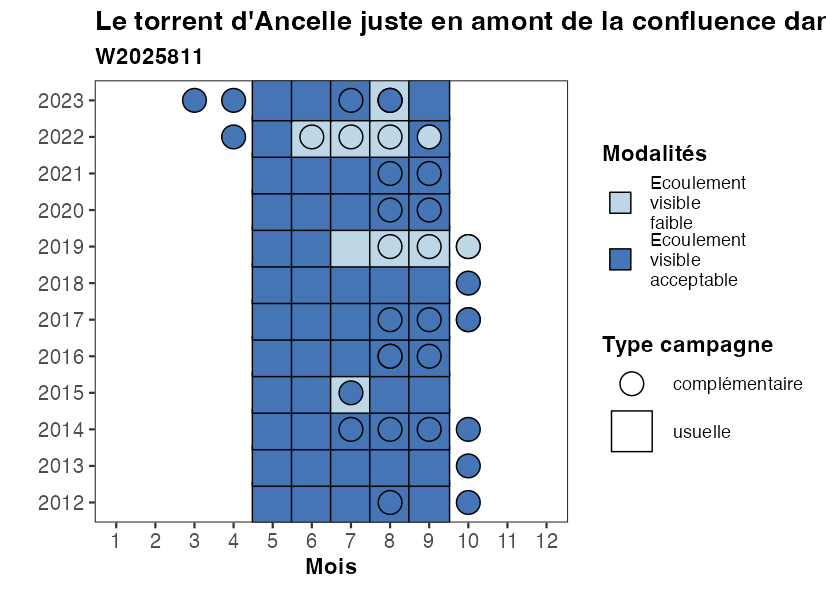 Le torrent d'Ancelle juste en amont de la confluence dan
W2025811
2023
2022
2021
2020
2019
2018
2017
2016
2015
2014
2013
2012
1 2 3 4 5 6 7 8 9 10 11 12
Mois
Modalités
Ecoulement
visible
faible
Ecoulement
visible
acceptable
Type campagne
complémentaire
usuelle